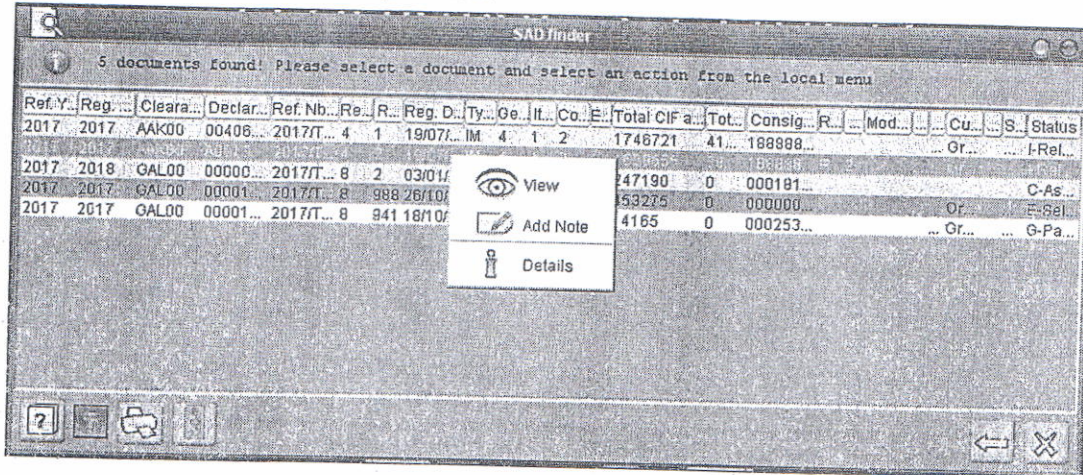 SAD finder
5 documents found! Please select a document and select an action from the local menu
Ref. Y... Reg. ... Cleara... Declar... Ref. Nb... Re... R... Reg. D... Ty... Ge... It... Co... E... Total CIF a... Tot... Consig... R... ... Mod... ... ... Cu... ... S... Status
2017 2017 AAK00 00406... 2017/T... 4 1 19/07/... IM 4 1 2 1746721 41... 188888... ... Gr... I-Rel...
2017 2018 GAL00 00000... 2017/T... 8 2 03/01/ 247190 0 000191... C-As...
2017 2017 GAL00 00001... 2017/T... 8 988 26/10/ 353275 0 000000... Or... E-Sel...
2017 2017 GAL00 00001... 2017/T... 8 941 18/10/ 4165 0 000253... ... Gr... ... G-Pa...
View
Add Note
Details